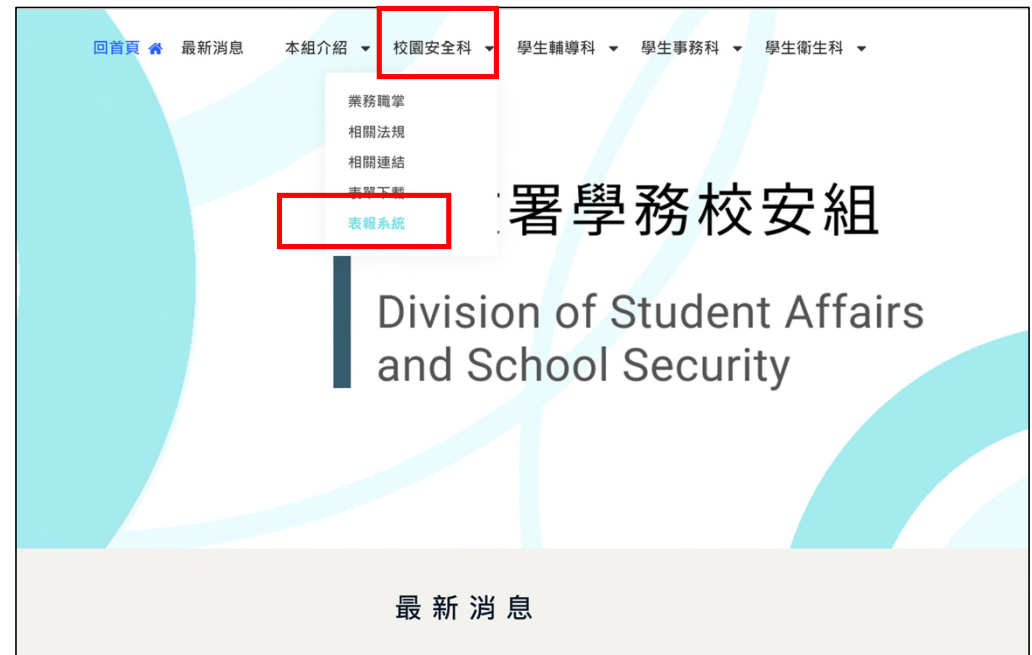 回首頁 最新消息 本組介紹 校園安全科 學生輔導科 學生事務科 學生衛生科
業務職掌
相關法規
相關連結
表單下載
表報系統
署學務校安組
Division of Student Affairs
and School Security
最新消息